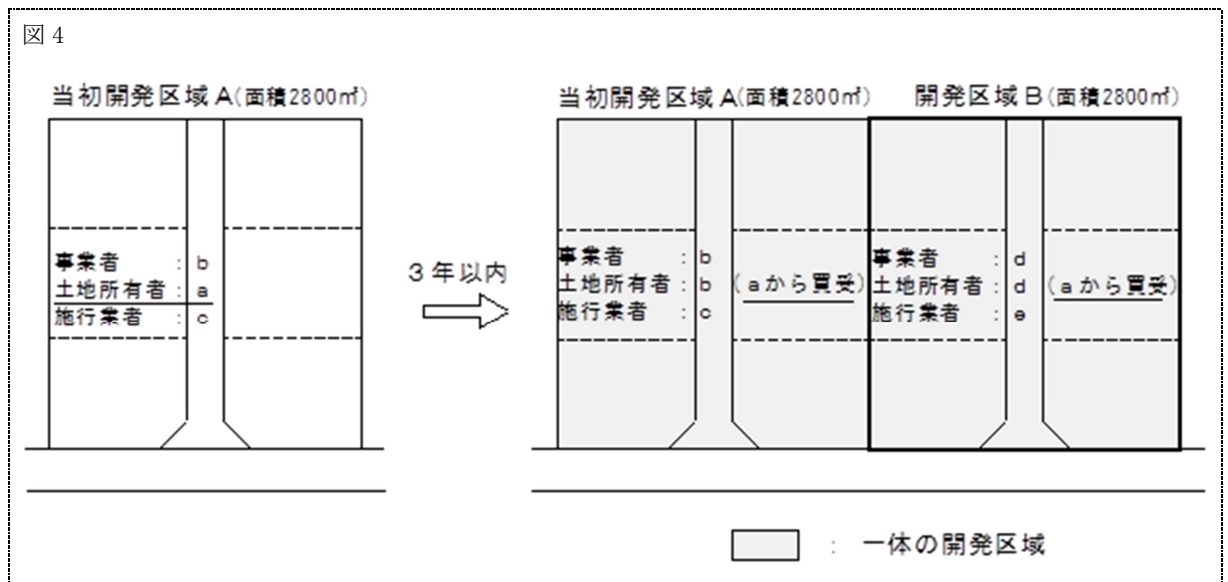 図4
当初開発区域A(面積2800㎡)
事業者 : b
土地所有者 : a
施行業者 : c
3年以内
当初開発区域A(面積2800㎡)
事業者 : b
土地所有者 : b (aから買受)
施行業者 : c
開発区域B(面積2800㎡)
事業者 : d
土地所有者 : d (aから買受)
施行業者 : e
: 一体の開発区域